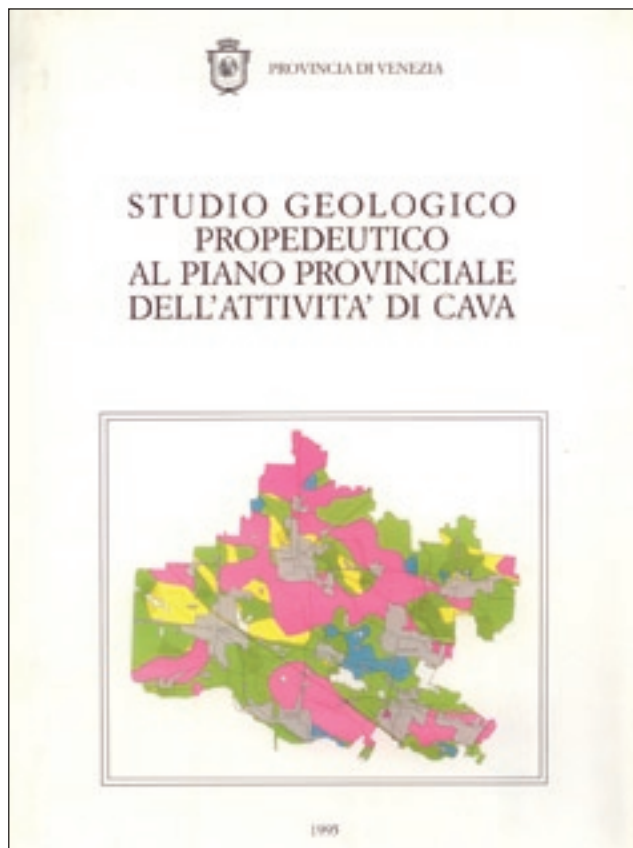 PROVINCIA DI VENEZIA
STUDIO GEOLOGICO
PROPEDEUTICO
AL PIANO PROVINCIALE
DELL'ATTIVITA' DI CAVA
1995